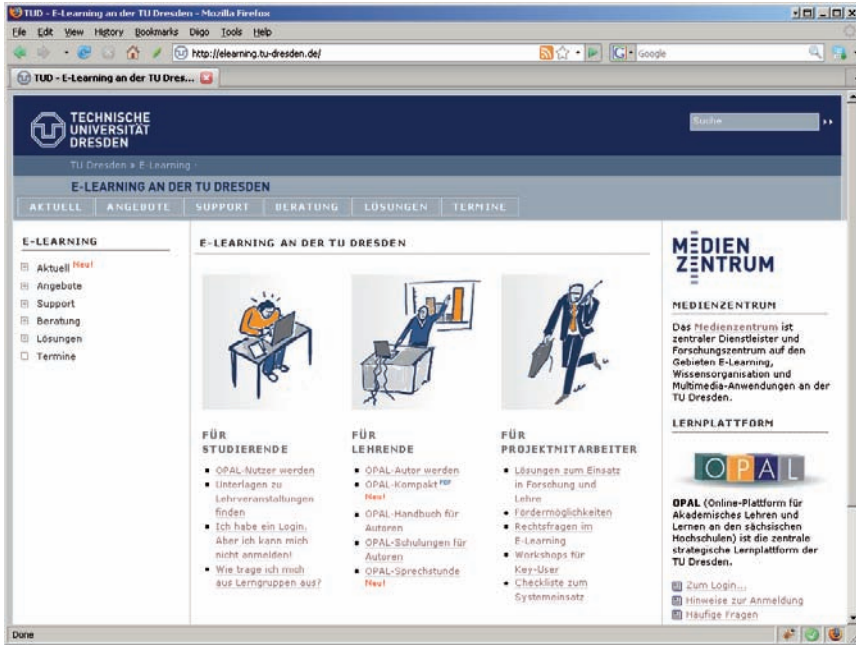 TUD - E-Learning an der TU Dresden - Mozilla Firefox
File Edit View History Bookmarks Diigo Tools Help
http://elearning.tu-dresden.de/
G Google
TUD - E-Learning an der TU Dres...
TECHNISCHE
UNIVERSITÄT
DRESDEN
Suche
TU Dresden » E-Learning
E-LEARNING AN DER TU DRESDEN
AKTUELL ANGEBOTE SUPPORT BERATUNG LÖSUNGEN TERMINE
E-LEARNING
Aktuell Neu!
Angebote
Support
Beratung
Lösungen
Termine
E-LEARNING AN DER TU DRESDEN
FÜR
STUDIERENDE
OPAL-Nutzer werden
Unterlagen zu
Lehrveranstaltungen
finden
Ich habe ein Login.
Aber ich kann mich
nicht anmelden!
Wie trage ich mich
aus Lerngruppen aus?
FÜR
LEHRENDE
OPAL-Autor werden
OPAL-Kompakt PDF
Neu!
OPAL-Handbuch für
Autoren
OPAL-Schulungen für
Autoren
OPAL-Sprechstunde
Neu!
FÜR
PROJEKTMITARBEITER
Lösungen zum Einsatz
in Forschung und
Lehre
Fördermöglichkeiten
Rechtsfragen im
E-Learning
Workshops für
Key-User
Checkliste zum
Systemeinsatz
MEDIEN
ZENTRUM
MEDIENZENTRUM
Das Medienzentrum ist
zentraler Dienstleister und
Forschungszentrum auf den
Gebieten E-Learning,
Wissensorganisation und
Multimedia-Anwendungen an der
TU Dresden.
LERNPLATTFORM
OPAL
OPAL (Online-Plattform für
Akademisches Lehren und
Lernen an den sächsischen
Hochschulen) ist die zentrale
strategische Lernplattform der
TU Dresden.
Zum Login...
Hinweise zur Anmeldung
Häufige Fragen
Done